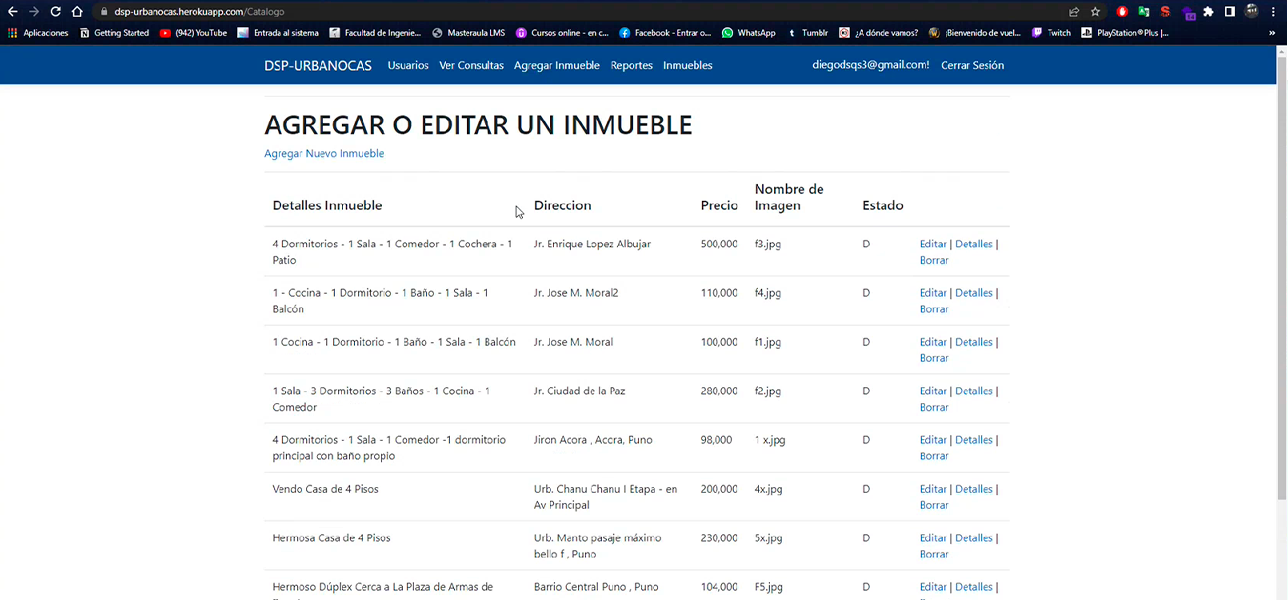 dsp-urbanocas.herokuapp.com/Catalogo
Aplicaciones Getting Started (942) YouTube Entrada al sistema Facultad de Ingenie... Masteraula LMS Cursos online - en c... Facebook - Entrar o... WhatsApp Tumblr ¿A dónde vamos? ¡Bienvenido de vuel... Twitch PlayStation®Plus |... »
DSP-URBANOCAS Usuarios Ver Consultas Agregar Inmueble Reportes Inmuebles diegodsqs3@gmail.com! Cerrar Sesión
AGREGAR O EDITAR UN INMUEBLE
Agregar Nuevo Inmueble
Nombre de
Detalles Inmueble Direccion Precio Imagen Estado
4 Dormitorios - 1 Sala - 1 Comedor - 1 Cochera - 1 Jr. Enrique Lopez Albujar 500,000 f3.jpg D Editar | Detalles |
Patio Borrar
1 - Cocina - 1 Dormitorio - 1 Baño - 1 Sala - 1 Jr. Jose M. Moral2 110,000 f4.jpg D Editar | Detalles |
Balcón Borrar
1 Cocina - 1 Dormitorio - 1 Baño - 1 Sala - 1 Balcón Jr. Jose M. Moral 100,000 f1.jpg D Editar | Detalles |
Borrar
1 Sala - 3 Dormitorios - 3 Baños - 1 Cocina - 1 Jr. Ciudad de la Paz 280,000 f2.jpg D Editar | Detalles |
Comedor Borrar
4 Dormitorios - 1 Sala - 1 Comedor -1 dormitorio Jiron Acora , Accra, Puno 98,000 1 x.jpg D Editar | Detalles |
principal con baño propio Borrar
Vendo Casa de 4 Pisos Urb. Chanu Chanu I Etapa - en 200,000 4x.jpg D Editar | Detalles |
Av Principal Borrar
Hermosa Casa de 4 Pisos Urb. Manto pasaje máximo 230,000 5x.jpg D Editar | Detalles |
bello f , Puno Borrar
Hermoso Dúplex Cerca a La Plaza de Armas de Barrio Central Puno , Puno 104,000 F5.jpg D Editar | Detalles |